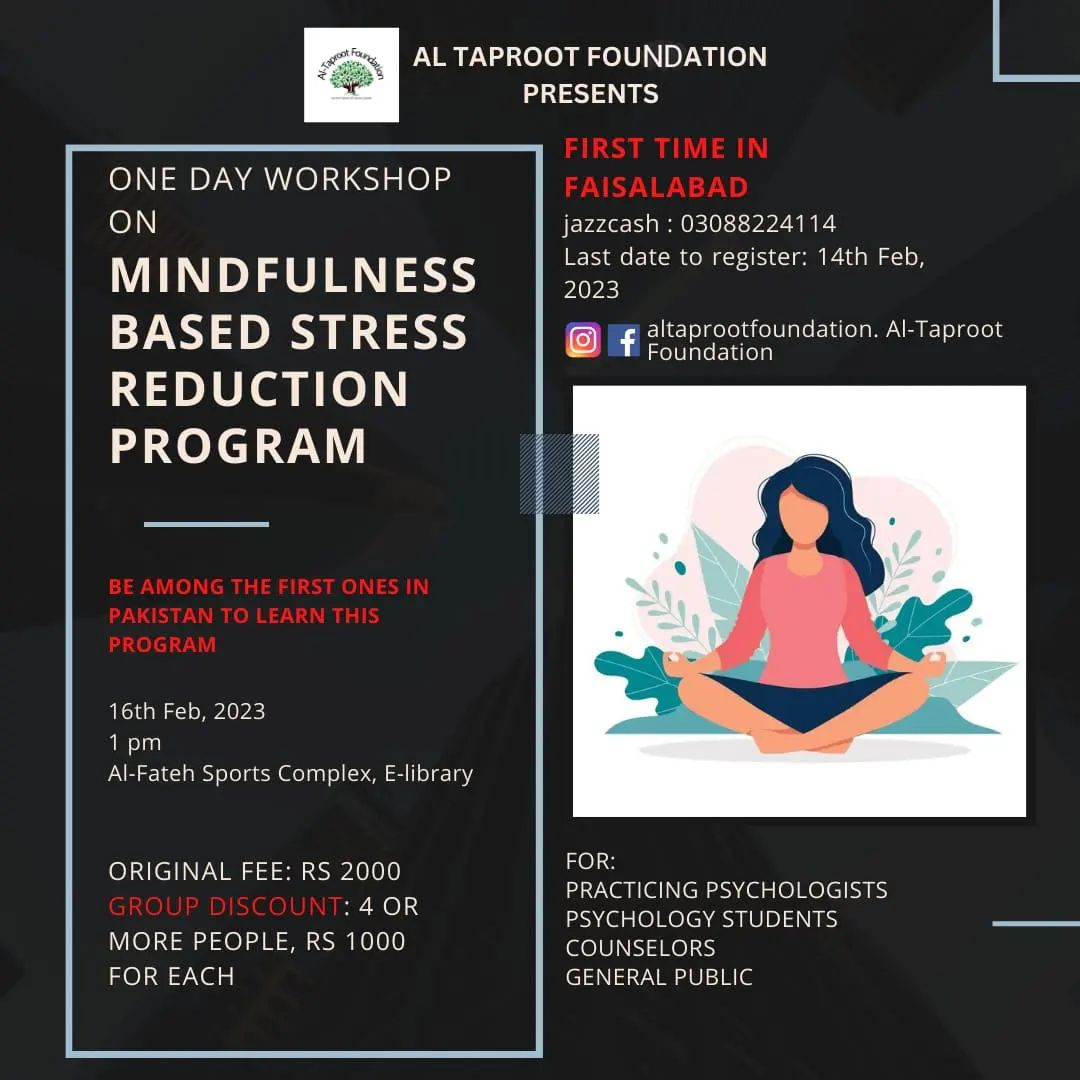 Al-Taproot Foundation
AL TAPROOT FOUNDATION
PRESENTS
ONE DAY WORKSHOP
ON
MINDFULNESS
BASED STRESS
REDUCTION
PROGRAM
BE AMONG THE FIRST ONES IN
PAKISTAN TO LEARN THIS
PROGRAM
16th Feb, 2023
1 pm
Al-Fateh Sports Complex, E-library
ORIGINAL FEE: RS 2000
GROUP DISCOUNT: 4 OR
MORE PEOPLE, RS 1000
FOR EACH
FIRST TIME IN
FAISALABAD
jazzcash : 03088224114
Last date to register: 14th Feb,
2023
altaprootfoundation. Al-Taproot
Foundation
FOR:
PRACTICING PSYCHOLOGISTS
PSYCHOLOGY STUDENTS
COUNSELORS
GENERAL PUBLIC